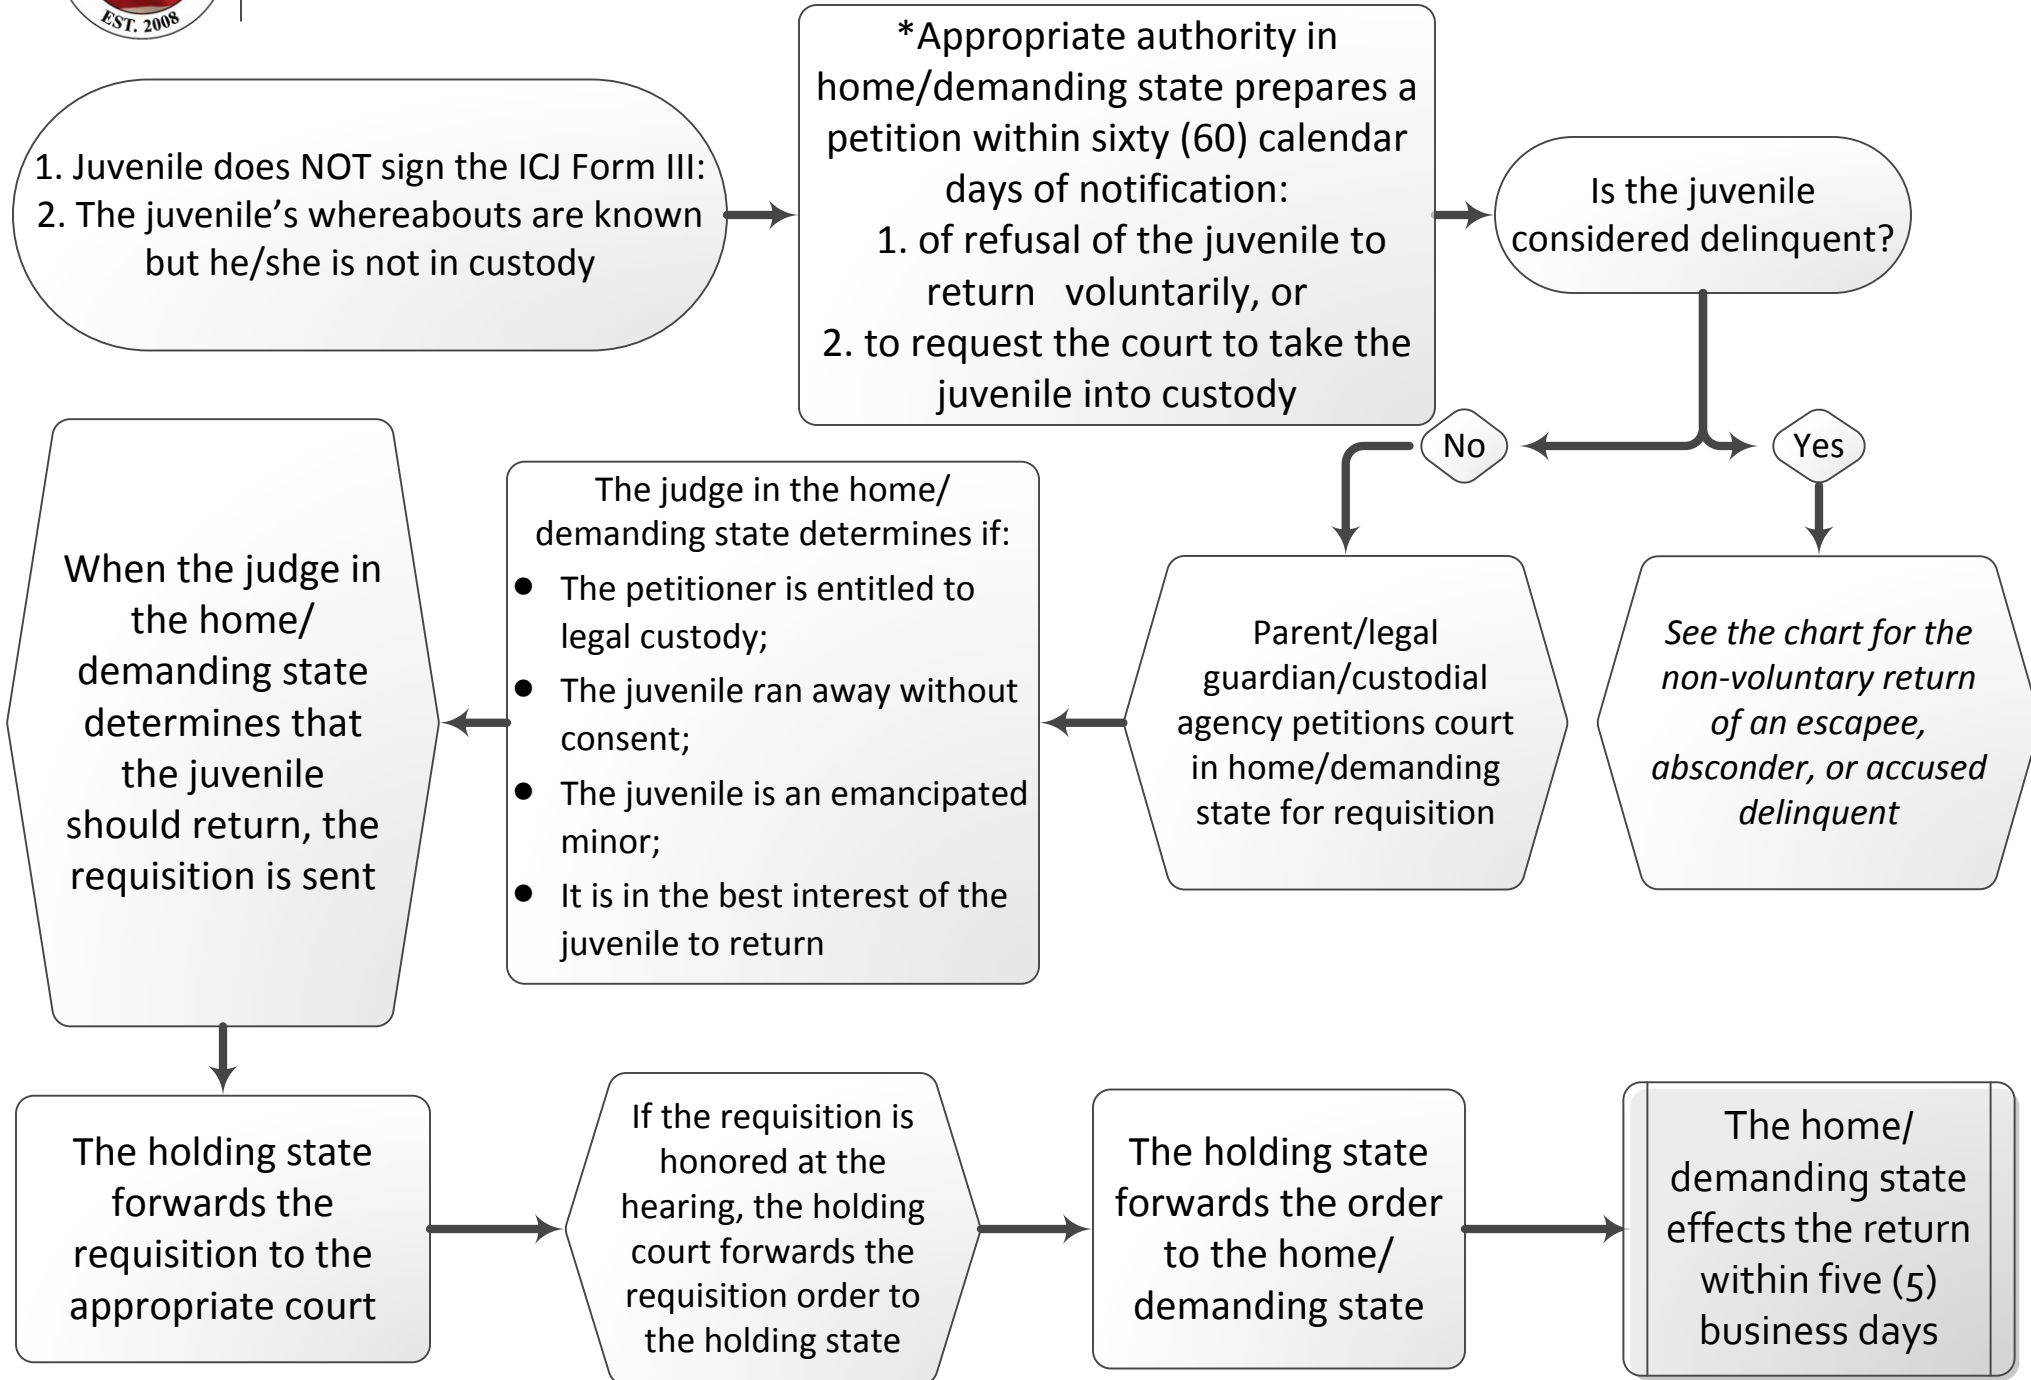 EST. 2008
1. Juvenile does NOT sign the ICJ Form III:
2. The juvenile’s whereabouts are known
but he/she is not in custody
*Appropriate authority in
home/demanding state prepares a
petition within sixty (60) calendar
days of notification:
1. of refusal of the juvenile to
return voluntarily, or
2. to request the court to take the
juvenile into custody
Is the juvenile
considered delinquent?
No
Yes
See the chart for the
non-voluntary return
of an escapee,
absconder, or accused
delinquent
Parent/legal
guardian/custodial
agency petitions court
in home/demanding
state for requisition
The judge in the home/
demanding state determines if:
● The petitioner is entitled to
legal custody;
● The juvenile ran away without
consent;
● The juvenile is an emancipated
minor;
● It is in the best interest of the
juvenile to return
When the judge in
the home/
demanding state
determines that
the juvenile
should return, the
requisition is sent
The holding state
forwards the
requisition to the
appropriate court
If the requisition is
honored at the
hearing, the holding
court forwards the
requisition order to
the holding state
The holding state
forwards the order
to the home/
demanding state
The home/
demanding state
effects the return
within five (5)
business days